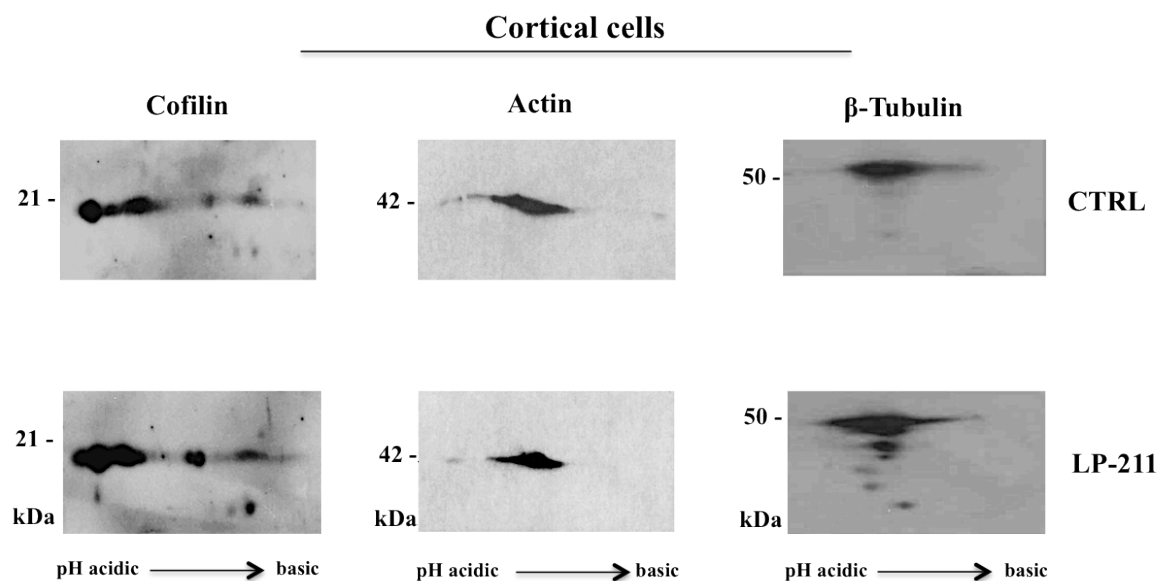 Cortical cells
Cofilin
Actin
β-Tubulin
21 -
42 -
50 -
CTRL
21 -
42 -
50 -
LP-211
kDa
kDa
kDa
pH acidic
basic
pH acidic
basic
pH acidic
basic